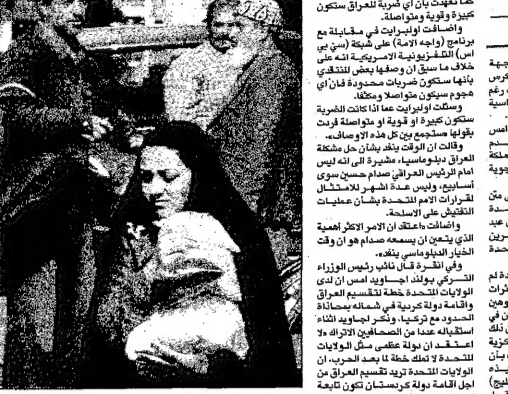 كما تعهدت بأن أي ضربة للعراق ستكون
كبيرة وقوية ومتواصلة.
واضافت اولبرايت في مقابلة مع
برنامج (واجه الامة) على شبكة (سي بي
اس) التلفزيونية الامريكية انه على
خلاف ما سبق ان وصفها بعض المنتقدي
بأنها ستكون ضربات محدودة فان أي
هجوم سيكون متواصلا ومكثفا.
وسئلت اولبرايت عما اذا كانت الضربة
ستكون كبيرة او قوية او متواصلة فردت
بقولها «ستجمع بين كل هذه الاوصاف».
وقالت ان الوقت ينفد بشأن حل مشكلة
العراق دبلوماسيا، مشيرة الى انه ليس
امام الرئيس العراقي صدام حسين سوى
أسابيع، وليس عدة اشهر للامتثال
لقرارات الامم المتحدة بشأن عمليات
التفتيش على الاسلحة.
واضافت «اعتقد ان الامر الاكثر أهمية
الذي يتعين ان يسمعه صدام هو ان وقت
الخيار الدبلوماسي ينفد».
وفي انقرة قال نائب رئيس الوزراء
التركي بولند اجاويد امس ان لدى
الولايات المتحدة خطة لتقسيم العراق
واقامة دولة كردية في شماله بمحاذاة
الحدود مع تركيا، وذكر اجاويد اثناء
استقباله عددا من الصحافيين الاتراك «لا
اعتقد ان دولة عظمى مثل الولايات
المتحدة لا تملك خطة لما بعد الحرب، ان
الولايات المتحدة تريد تقسيم العراق من
اجل اقامة دولة كردستان تكون تابعة